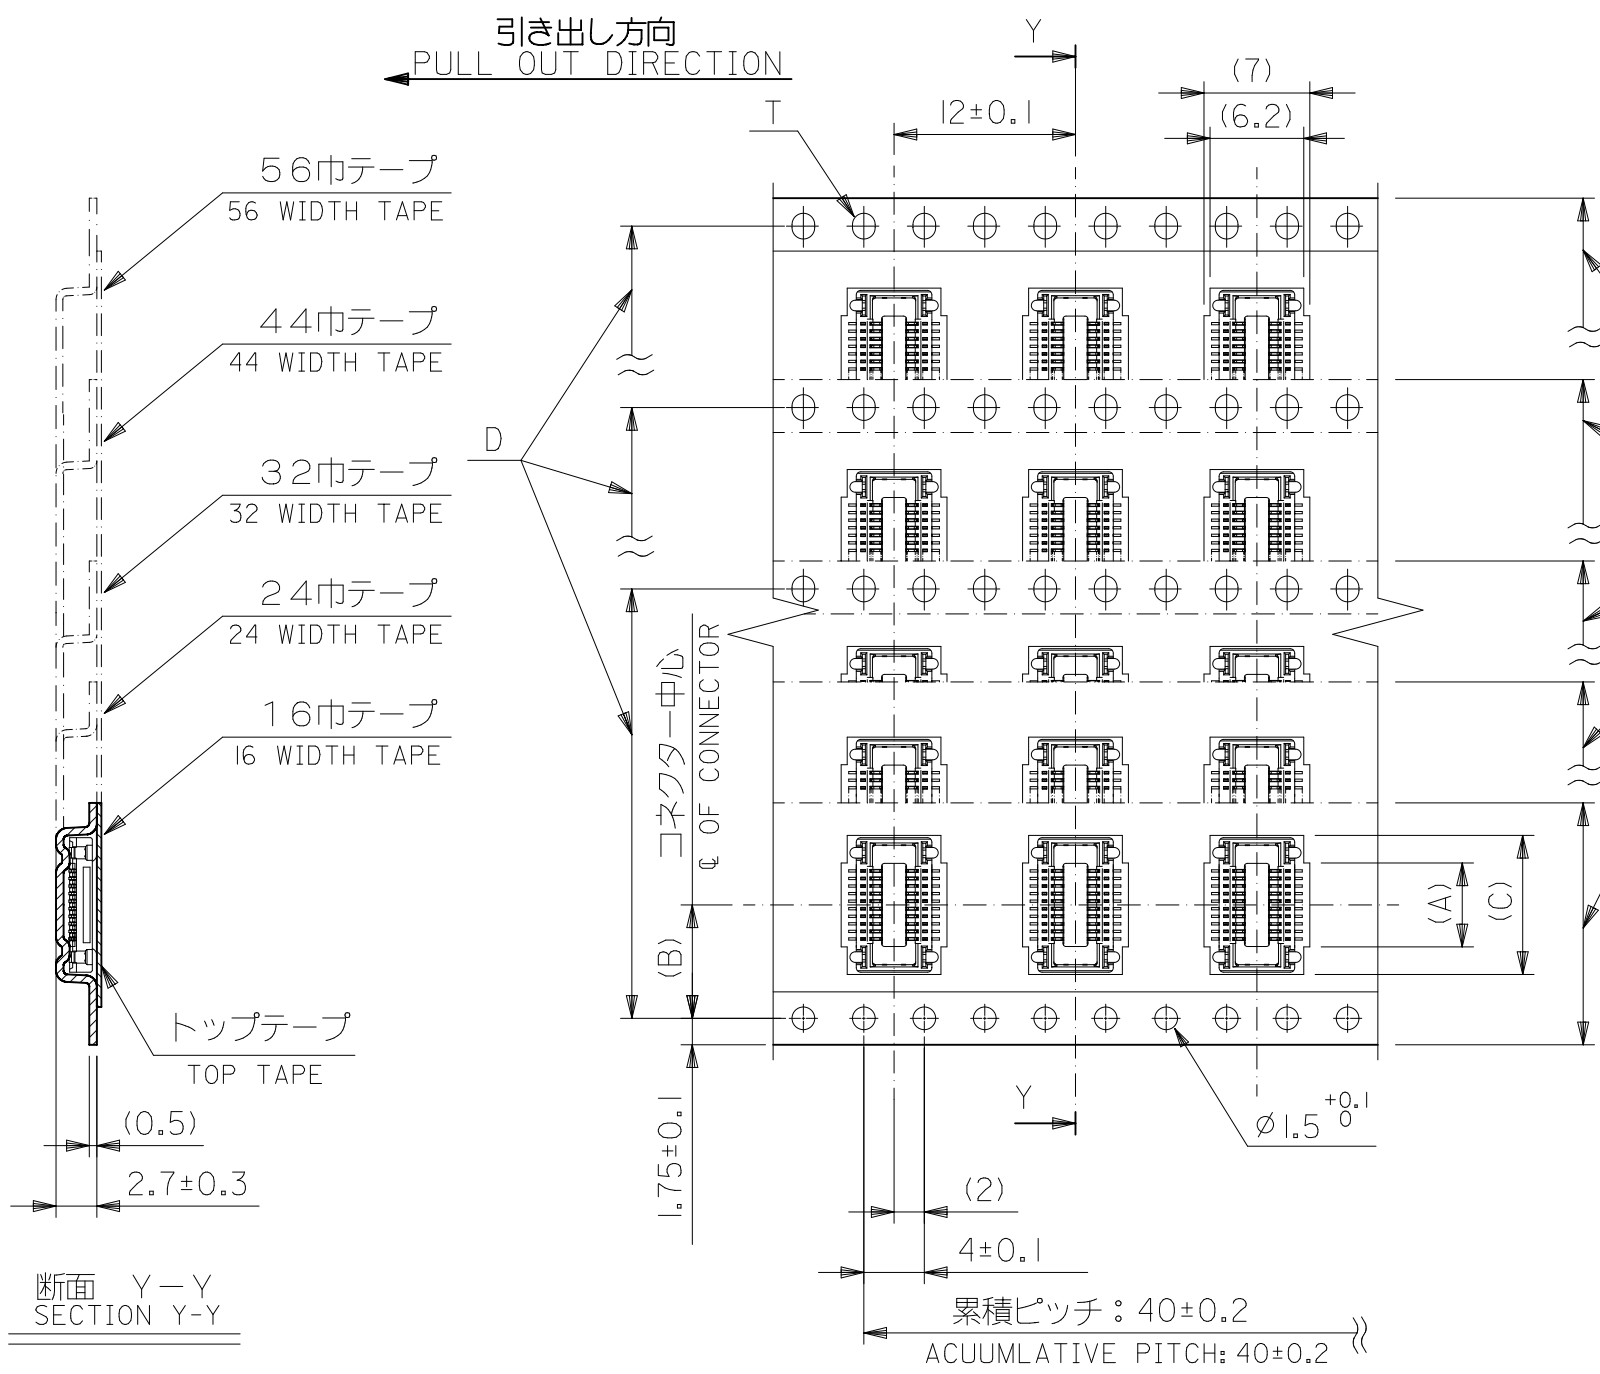 引き出し方向
PULL OUT DIRECTION
Y
T
12±0.1
(7)
(6.2)
56巾テープ
56 WIDTH TAPE
44巾テープ
44 WIDTH TAPE
D
32巾テープ
32 WIDTH TAPE
24巾テープ
24 WIDTH TAPE
16巾テープ
16 WIDTH TAPE
コネクター中心
℄ OF CONNECTOR
(A)
(C)
(B)
トップテープ
TOP TAPE
(0.5)
2.7±0.3
1.75±0.1
Y
Ø1.5 +0.1 0
(2)
4±0.1
断面 Y-Y
SECTION Y-Y
累積ピッチ：40±0.2
ACUUMLATIVE PITCH: 40±0.2